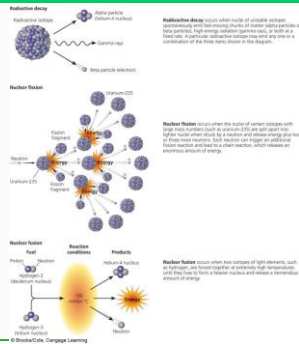 Radioactive decay
Radioactive isotope
Alpha particle
(helium-4 nucleus)
Gamma rays
Beta particle (electron)
Radioactive decay occurs when nuclei of unstable isotopes
spontaneously emit fast-moving chunks of matter (alpha particles or
beta particles), high-energy radiation (gamma rays), or both at a
fixed rate. A particular radioactive isotope may emit any one or a
combination of the three items shown in the diagram.
Nuclear fission
Uranium-235
Fission
fragment
Energy
Energy
Energy
Neutron
Uranium-235
Fission
fragment
Nuclear fission occurs when the nuclei of certain isotopes with
large mass numbers (such as uranium-235) are split apart into
lighter nuclei when struck by a neutron and release energy plus two
or three more neutrons. Each neutron can trigger an additional
fission reaction and lead to a chain reaction, which releases an
enormous amount of energy.
Nuclear fusion
Fuel
Reaction
conditions
Products
Proton
Neutron
Hydrogen-2
(deuterium nucleus)
Hydrogen-3
(tritium nucleus)
Helium-4 nucleus
Energy
Neutron
Nuclear fusion occurs when two isotopes of light elements, such
as hydrogen, are forced together at extremely high temperatures
until they fuse to form a heavier nucleus and release a tremendous
amount of energy.
© Brooks/Cole, Cengage Learning